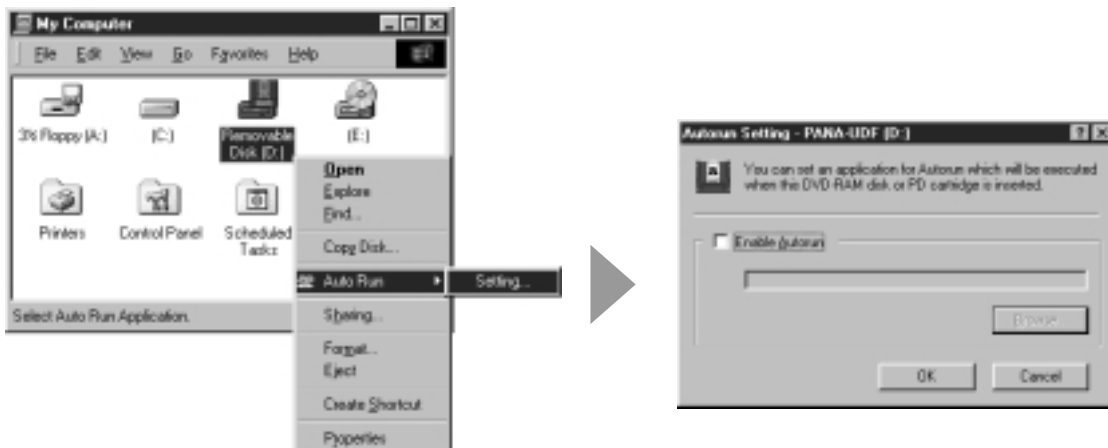 My Computer
File Edit View Go Favorites Help
3½ Floppy (A:)
(C:)
Removable
Disk (D:)
(E:)
Printers
Control Panel
Scheduled
Tasks
Select Auto Run Application.
Open
Explore
Find...
Copy Disk...
Auto Run
Setting...
Sharing...
Format...
Eject
Create Shortcut
Properties
Autorun Setting - PANA-UDF (D:)
You can set an application for Autorun which will be executed
when this DVD-RAM disk or PD cartridge is inserted.
Enable Autorun
Browse...
OK
Cancel